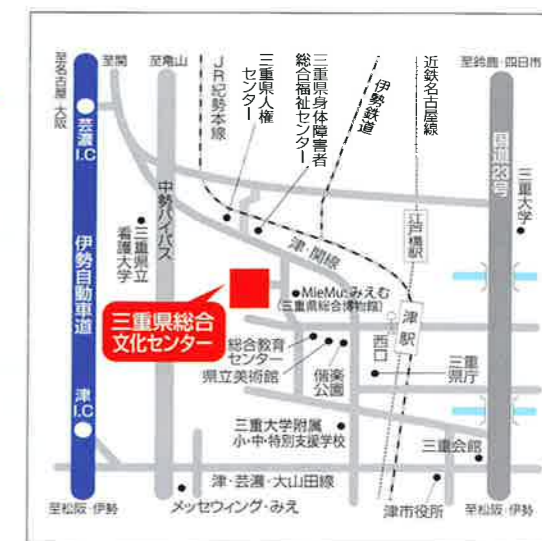 至名古屋・大阪
至関
至亀山
JR紀勢本線
三重県人権
センター
三重県身体障害者
総合福祉センター
伊勢鉄道
近鉄名古屋線
至鈴鹿・四日市
芸濃
I.C
国道23号
三重大学
中勢バイパス
三重県立
看護大学
江戸橋駅
伊勢自動車道
津・関線
MieMu:みえむ
(三重県総合博物館)
三重県総合
文化センター
津駅
西口
総合教育
センター
県立美術館
偕楽
公園
三重
県庁
津
I.C
三重大学附属
小・中・特別支援学校
三重会館
津・芸濃・大山田線
至松阪・伊勢
メッセウィング・みえ
津市役所
至松阪・伊勢